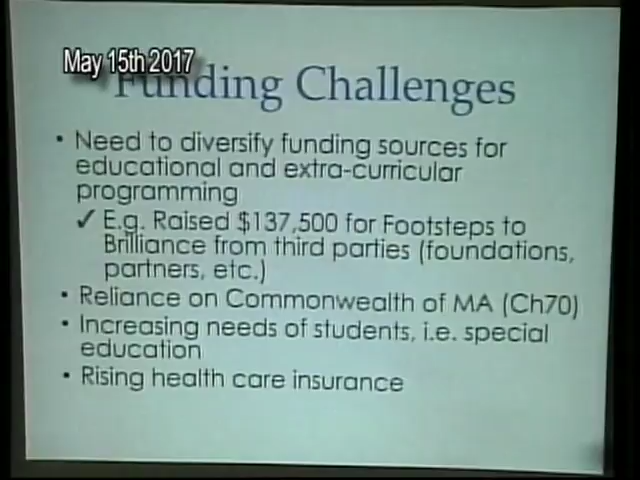 May 15th 2017
Funding Challenges
• Need to diversify funding sources for
educational and extra-curricular
programming
✓ E.g. Raised $137,500 for Footsteps to
Brilliance from third parties (foundations,
partners, etc.)
• Reliance on Commonwealth of MA (Ch70)
• Increasing needs of students, i.e. special
education
• Rising health care insurance